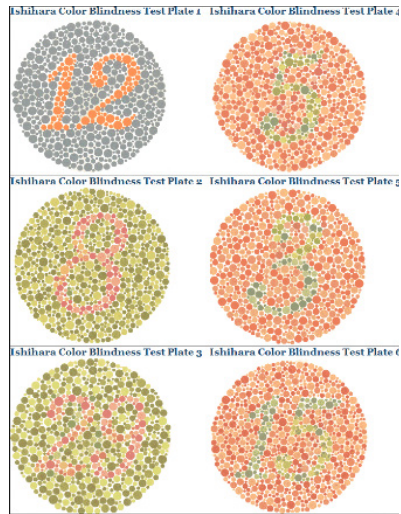 Ishihara Color Blindness Test Plate 1
12
Ishihara Color Blindness Test Plate 4
5
Ishihara Color Blindness Test Plate 2
8
Ishihara Color Blindness Test Plate 5
3
Ishihara Color Blindness Test Plate 3
29
Ishihara Color Blindness Test Plate 6
15